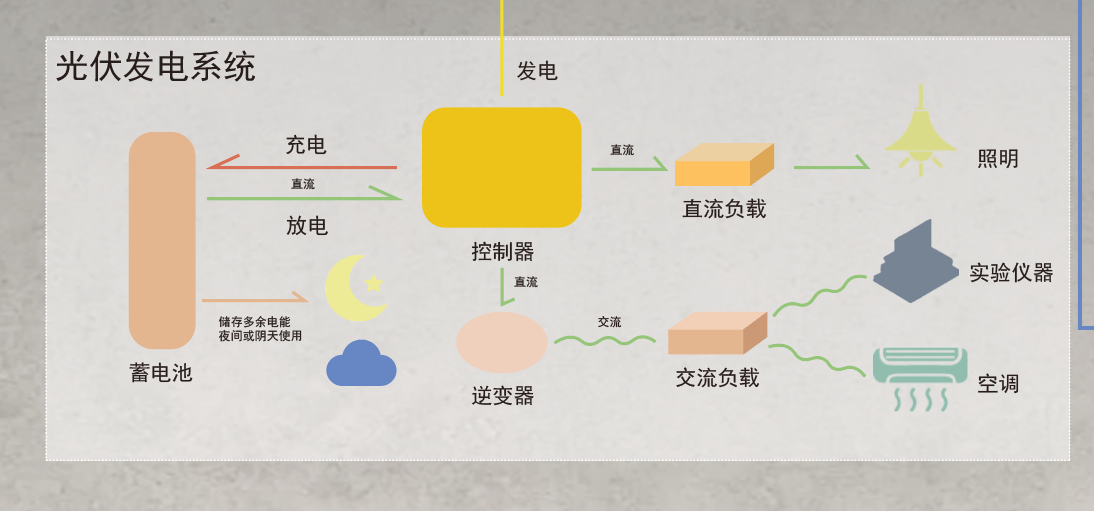 光伏发电系统
发电
充电
直流
放电
控制器
直流
直流负载
照明
直流
储存多余电能
夜间或阴天使用
蓄电池
逆变器
交流
交流负载
实验仪器
空调